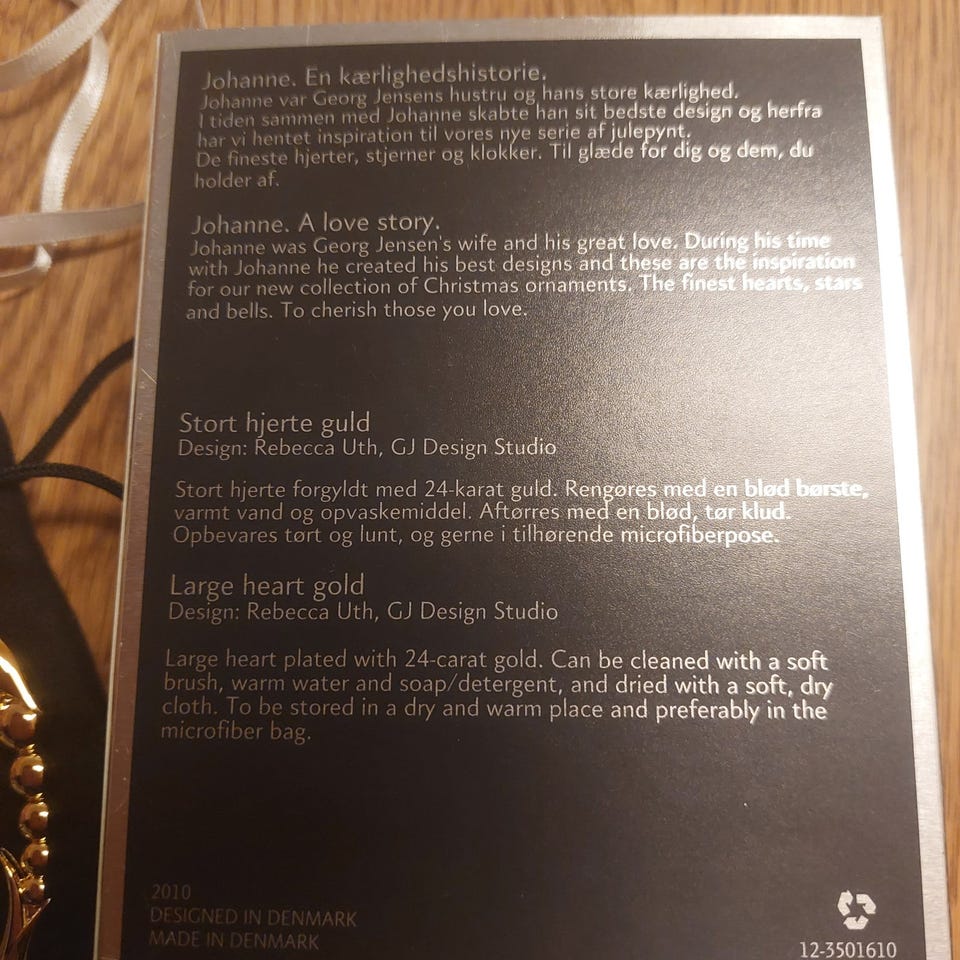 Johanne. En kærlighedshistorie.
Johanne var Georg Jensens hustru og hans store kærlighed.
I tiden sammen med Johanne skabte han sit bedste design og herfra
har vi hentet inspiration til vores nye serie af julepynt.
De fineste hjerter, stjerner og klokker. Til glæde for dig og dem, du
holder af.
Johanne. A love story.
Johanne was Georg Jensen's wife and his great love. During his time
with Johanne he created his best designs and these are the inspiration
for our new collection of Christmas ornaments. The finest hearts, stars
and bells. To cherish those you love.
Stort hjerte guld
Design: Rebecca Uth, GJ Design Studio
Stort hjerte forgyldt med 24-karat guld. Rengøres med en blød børste,
varmt vand og opvaskemiddel. Aftørres med en blød, tør klud.
Opbevares tørt og lunt, og gerne i tilhørende microfiberpose.
Large heart gold
Design: Rebecca Uth, GJ Design Studio
Large heart plated with 24-carat gold. Can be cleaned with a soft
brush, warm water and soap/detergent, and dried with a soft, dry
cloth. To be stored in a dry and warm place and preferably in the
microfiber bag.
2010
DESIGNED IN DENMARK
MADE IN DENMARK
12-3501610